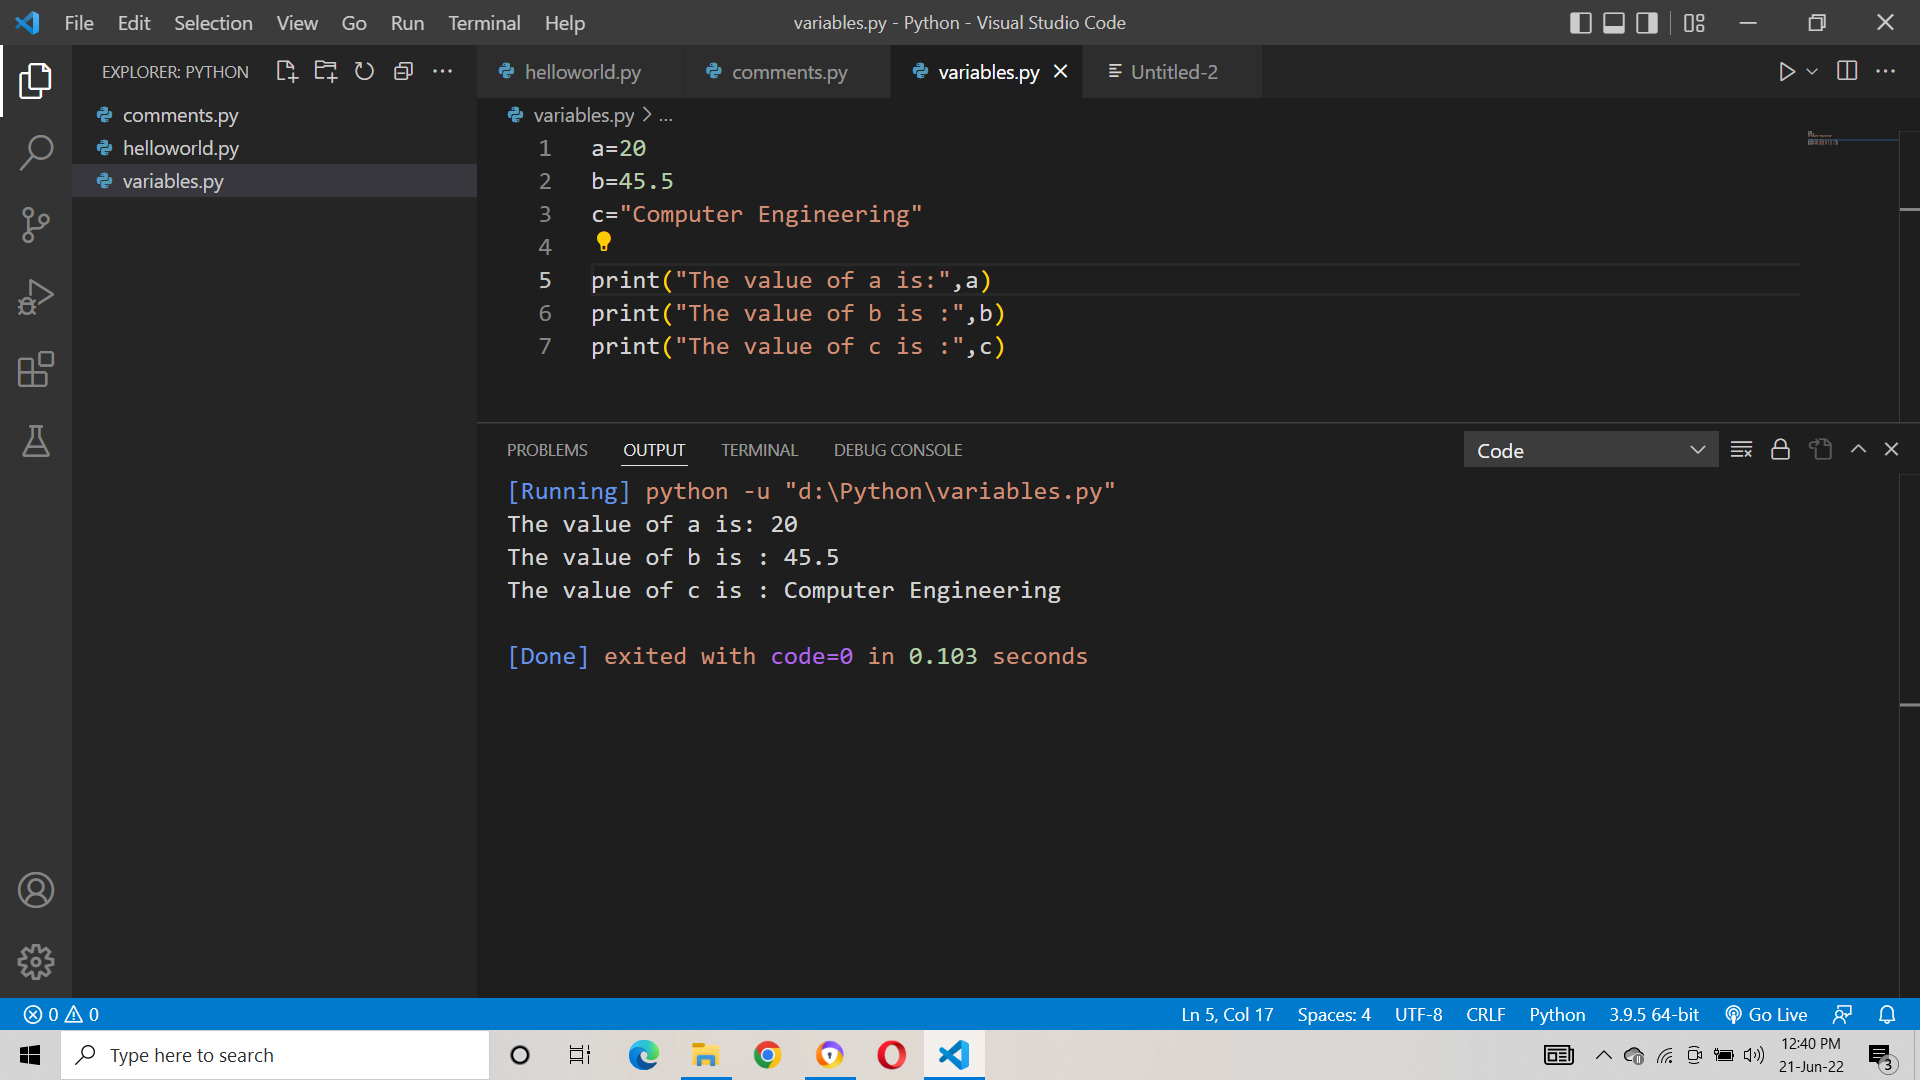 File Edit Selection View Go Run Terminal Help variables.py - Python - Visual Studio Code
EXPLORER: PYTHON
comments.py
helloworld.py
variables.py
helloworld.py comments.py variables.py Untitled-2
variables.py > ...
1 a=20
2 b=45.5
3 c="Computer Engineering"
4
5 print("The value of a is:",a)
6 print("The value of b is :",b)
7 print("The value of c is :",c)
PROBLEMS OUTPUT TERMINAL DEBUG CONSOLE Code
[Running] python -u "d:\Python\variables.py"
The value of a is: 20
The value of b is : 45.5
The value of c is : Computer Engineering
[Done] exited with code=0 in 0.103 seconds
0 0 Ln 5, Col 17 Spaces: 4 UTF-8 CRLF Python 3.9.5 64-bit Go Live
Type here to search
12:40 PM
21-Jun-22
3